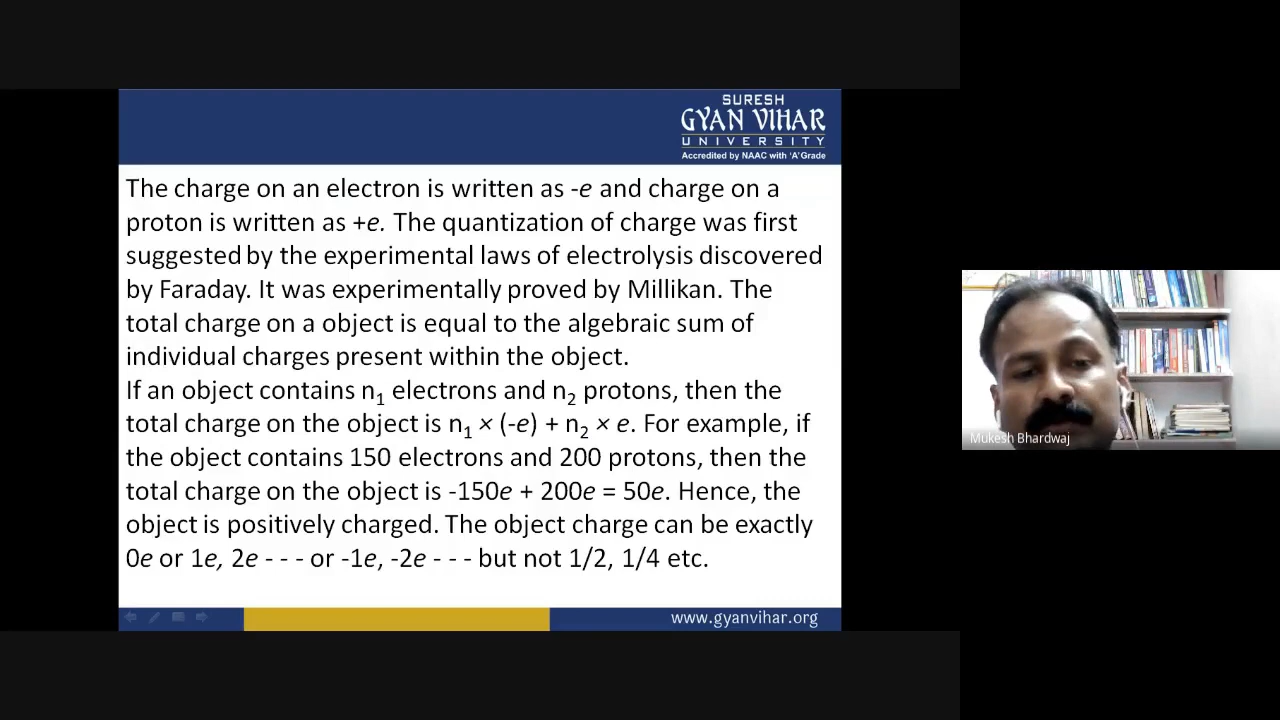 SURESH
GYAN VIHAR
UNIVERSITY
Accredited by NAAC with 'A' Grade
The charge on an electron is written as -e and charge on a
proton is written as +e. The quantization of charge was first
suggested by the experimental laws of electrolysis discovered
by Faraday. It was experimentally proved by Millikan. The
total charge on a object is equal to the algebraic sum of
individual charges present within the object.
If an object contains n₁ electrons and n₂ protons, then the
total charge on the object is n₁ × (-e) + n₂ × e. For example, if
the object contains 150 electrons and 200 protons, then the
total charge on the object is -150e + 200e = 50e. Hence, the
object is positively charged. The object charge can be exactly
0e or 1e, 2e - - - or -1e, -2e - - - but not 1/2, 1/4 etc.
www.gyanvihar.org
Mukesh Bhardwaj